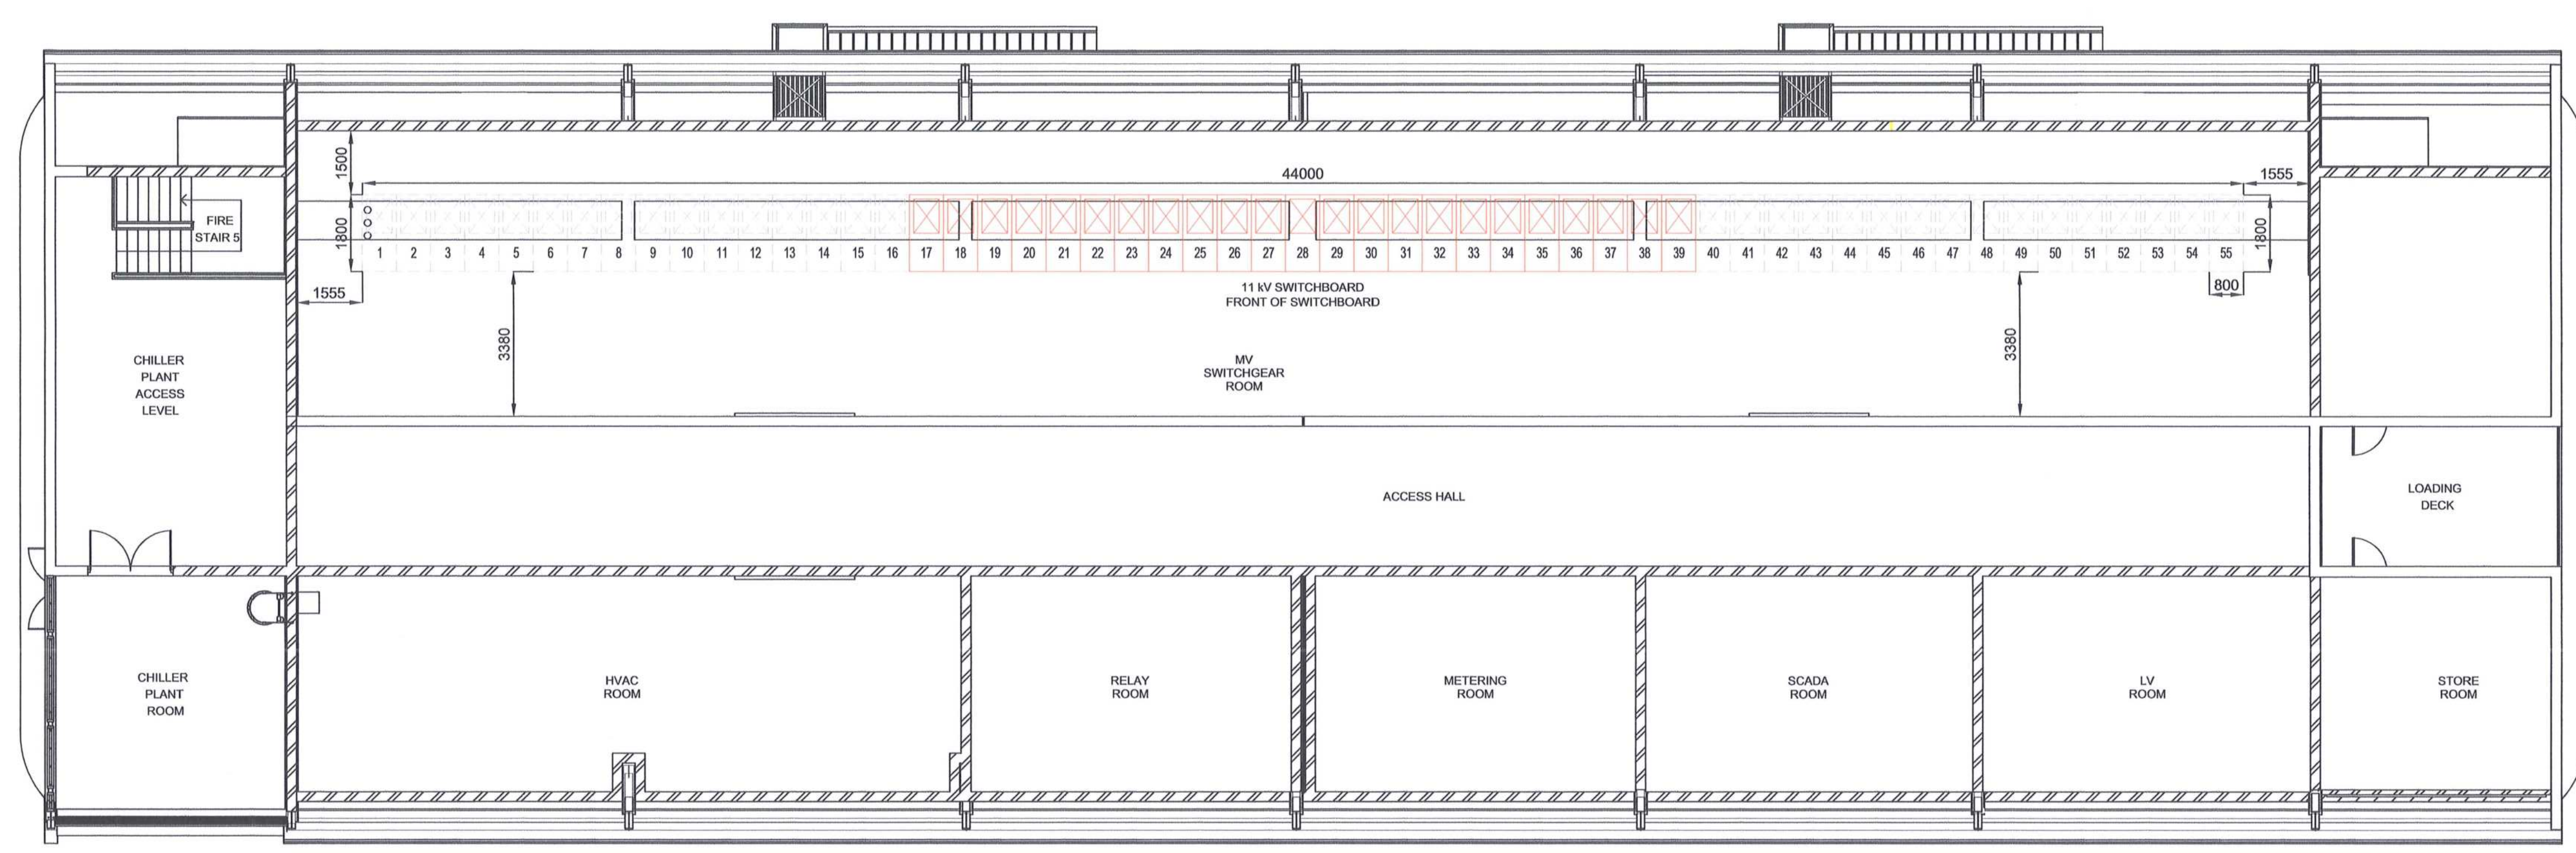 1500
44000
1555
FIRE
STAIR 5
1800
1 2 3 4 5 6 7 8 9 10 11 12 13 14 15 16 17 18 19 20 21 22 23 24 25 26 27 28 29 30 31 32 33 34 35 36 37 38 39 40 41 42 43 44 45 46 47 48 49 50 51 52 53 54 55
1800
1555
11 kV SWITCHBOARD
FRONT OF SWITCHBOARD
800
3380
3380
CHILLER
PLANT
ACCESS
LEVEL
MV
SWITCHGEAR
ROOM
ACCESS HALL
LOADING
DECK
CHILLER
PLANT
ROOM
HVAC
ROOM
RELAY
ROOM
METERING
ROOM
SCADA
ROOM
LV
ROOM
STORE
ROOM